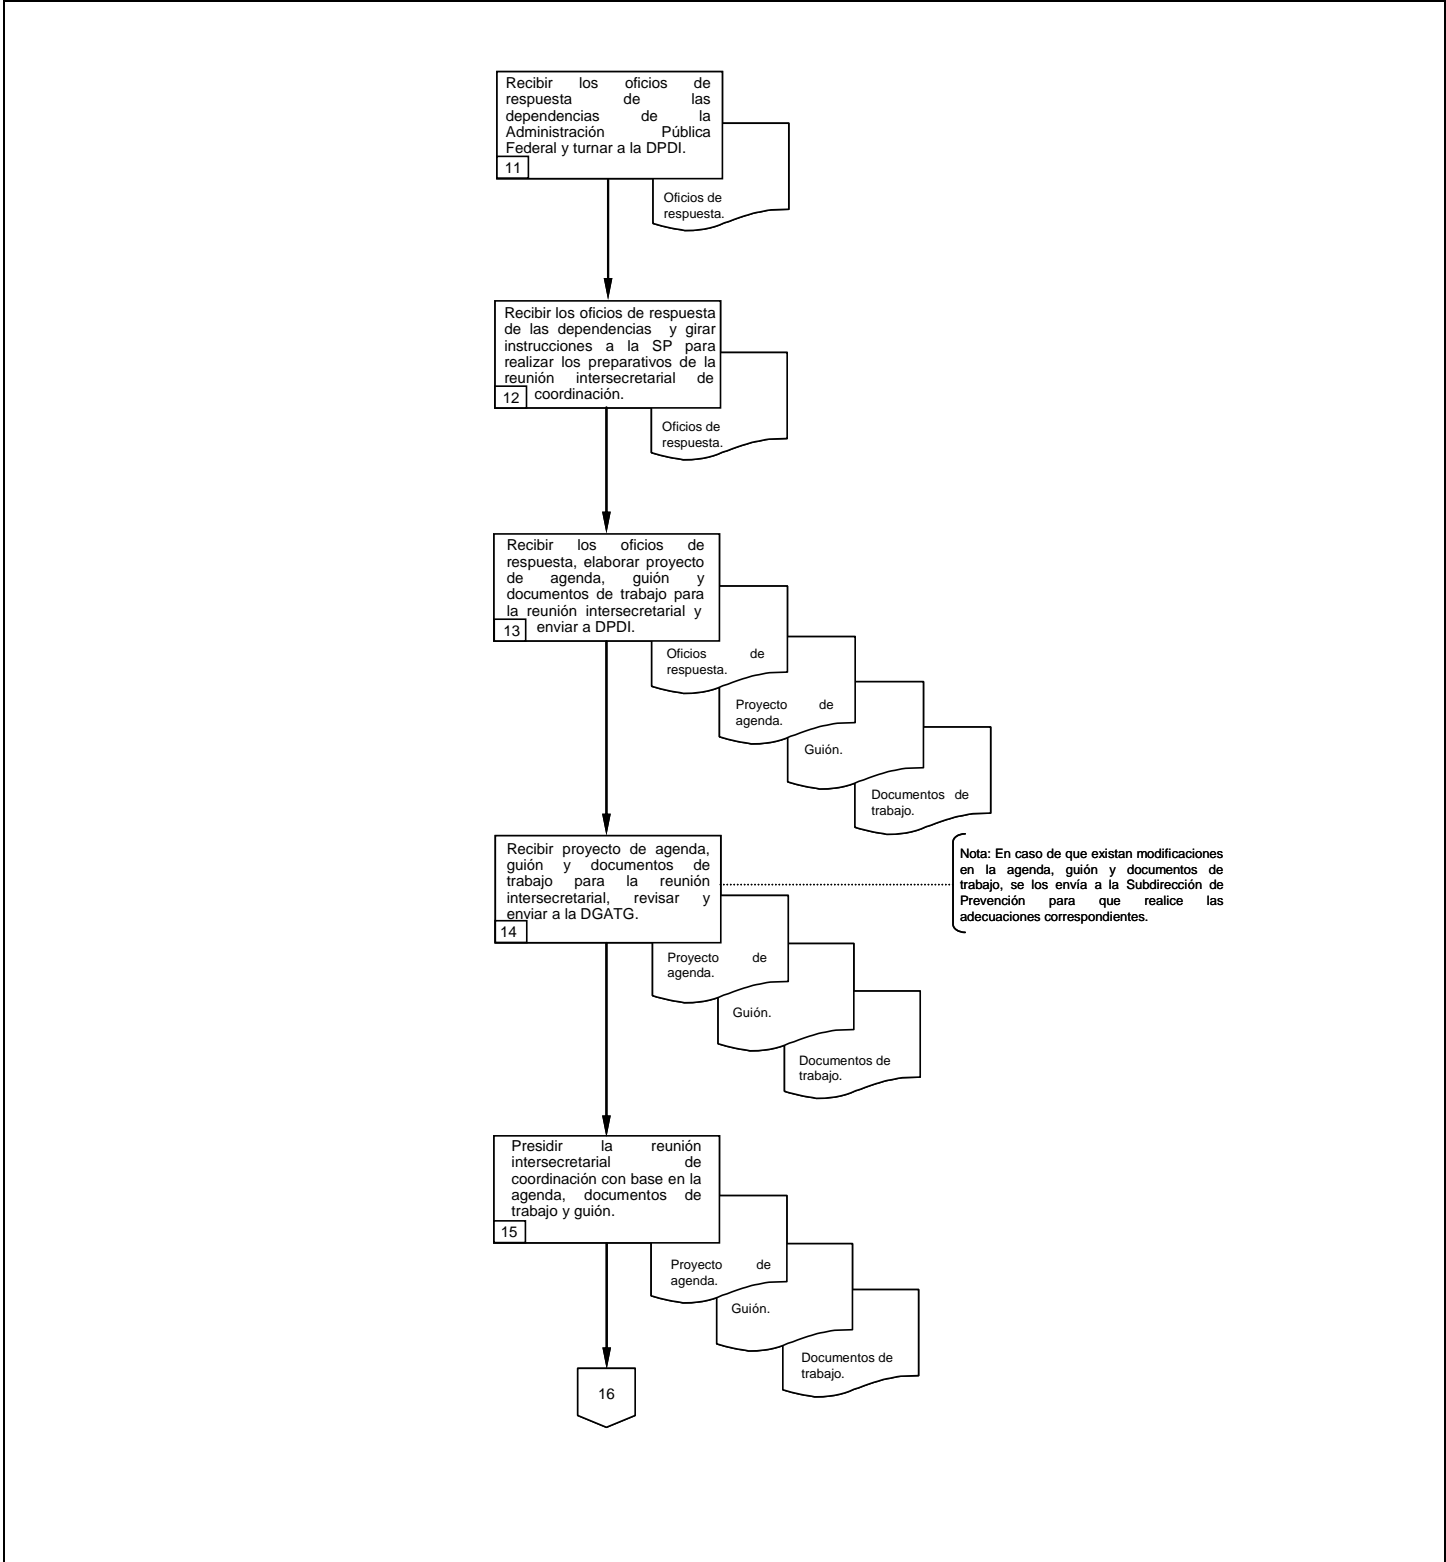 Recibir los oficios de
respuesta de las
dependencias de la
Administración Pública
Federal y turnar a la DPDI.
11
Oficios de
respuesta.
Recibir los oficios de respuesta
de las dependencias y girar
instrucciones a la SP para
realizar los preparativos de la
reunión intersecretarial de
coordinación.
12
Oficios de
respuesta.
Recibir los oficios de
respuesta, elaborar proyecto
de agenda, guión y
documentos de trabajo para
la reunión intersecretarial y
enviar a DPDI.
13
Oficios de
respuesta.
Proyecto de
agenda.
Guión.
Documentos de
trabajo.
Recibir proyecto de agenda,
guión y documentos de
trabajo para la reunión
intersecretarial, revisar y
enviar a la DGATG.
14
Nota: En caso de que existan modificaciones
en la agenda, guión y documentos de
trabajo, se los envía a la Subdirección de
Prevención para que realice las
adecuaciones correspondientes.
Proyecto de
agenda.
Guión.
Documentos de
trabajo.
Presidir la reunión
intersecretarial de
coordinación con base en la
agenda, documentos de
trabajo y guión.
15
Proyecto de
agenda.
Guión.
Documentos de
trabajo.
16